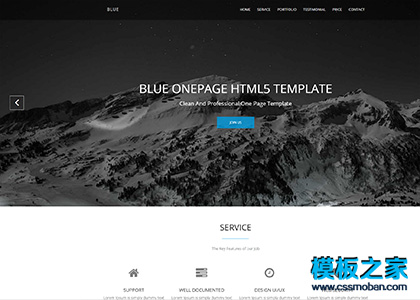 BLUE
HOME SERVICE PORTFOLIO TESTIMONIAL PRICE CONTACT
BLUE ONEPAGE HTML5 TEMPLATE
Clean And ProfessionalOne Page Template
JOIN US
SERVICE
The Key Features of our Job
SUPPORT WELL DOCUMENTED DESIGN UI/UX
Lorem Ipsum is simply dummy text Lorem Ipsum is simply dummy text Lorem Ipsum is simply dummy text
模板之家
www.cssmoban.com